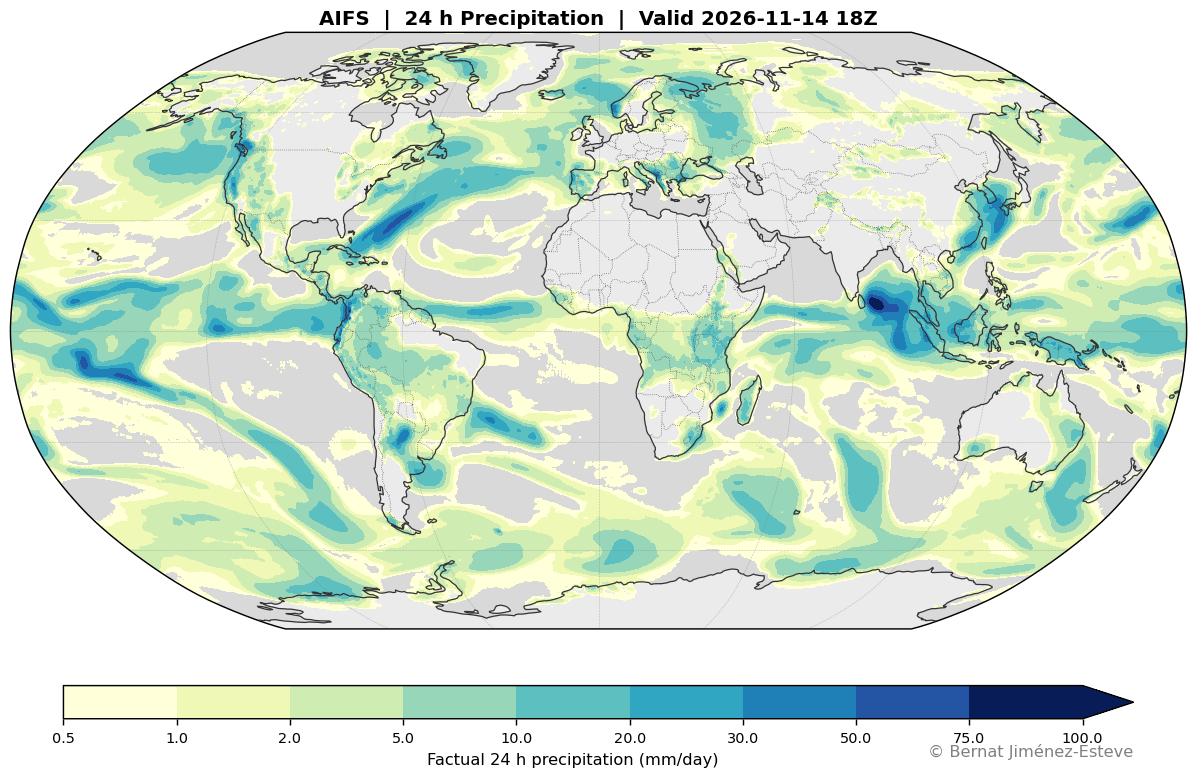 AIFS | 24 h Precipitation | Valid 2026-11-14 18Z
0.5 1.0 2.0 5.0 10.0 20.0 30.0 50.0 75.0 100.0
Factual 24 h precipitation (mm/day)
© Bernat Jiménez-Esteve